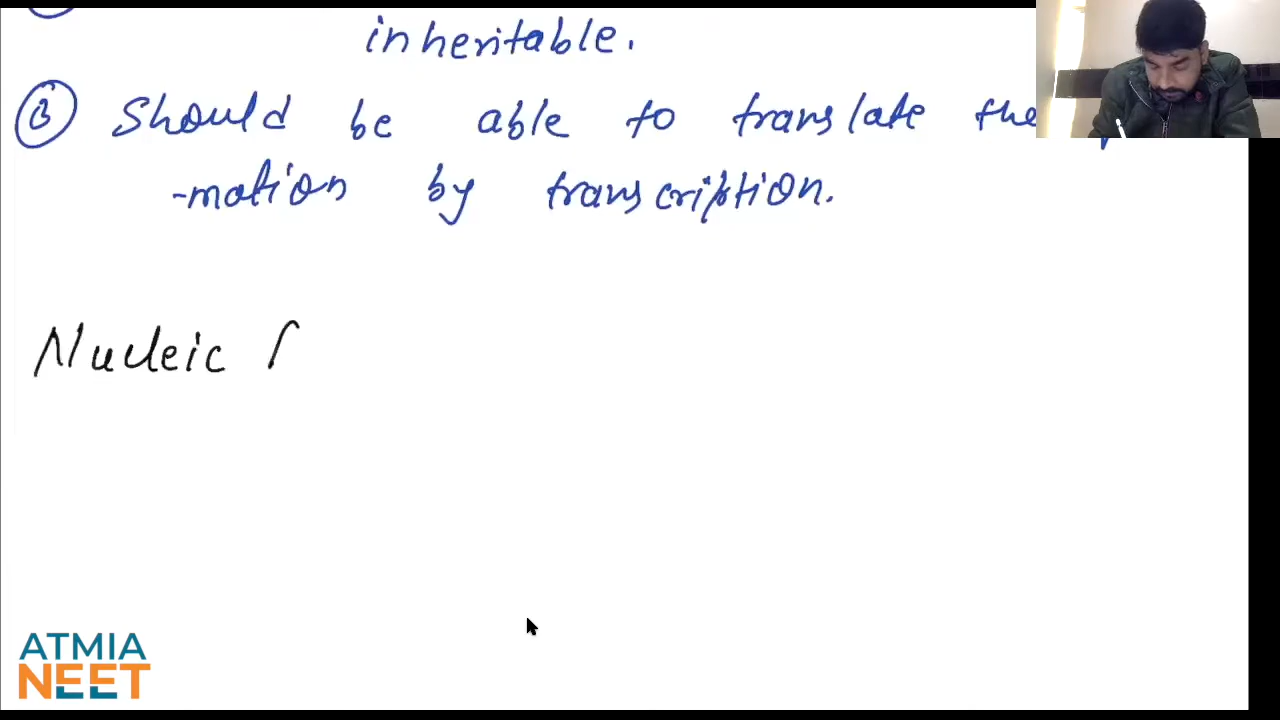 inheritable.
③ Should be able to translate the
-mation by transcription.
Nucleic
ATMIA
NEET